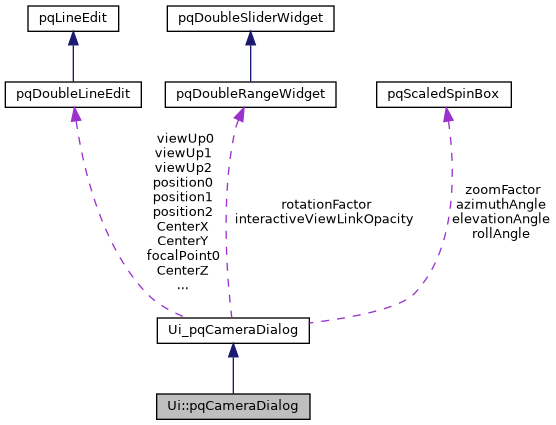 pqLineEdit
pqDoubleSliderWidget
pqDoubleLineEdit
pqDoubleRangeWidget
pqScaledSpinBox
viewUp0
viewUp1
viewUp2
position0
position1
position2
CenterX
CenterY
focalPoint0
CenterZ
...
rotationFactor
interactiveViewLinkOpacity
zoomFactor
azimuthAngle
elevationAngle
rollAngle
Ui_pqCameraDialog
Ui::pqCameraDialog